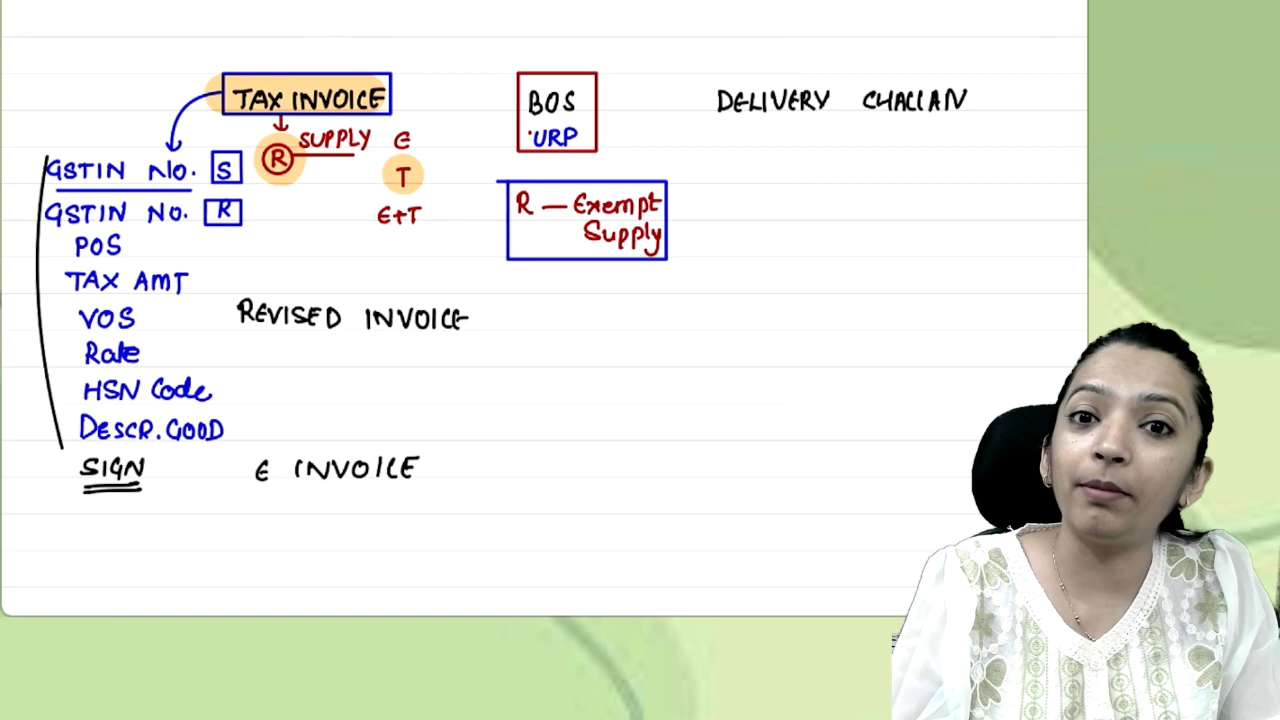 TAX INVOICE
R SUPPLY E
T
E+T
GSTIN NO. S
GSTIN NO. R
POS
TAX AMT
VOS
Rate
HSN Code
DESCR. GOOD
SIGN
REVISED INVOICE
E INVOICE
BOS
URP
R — Exempt
Supply
DELIVERY CHALLAN